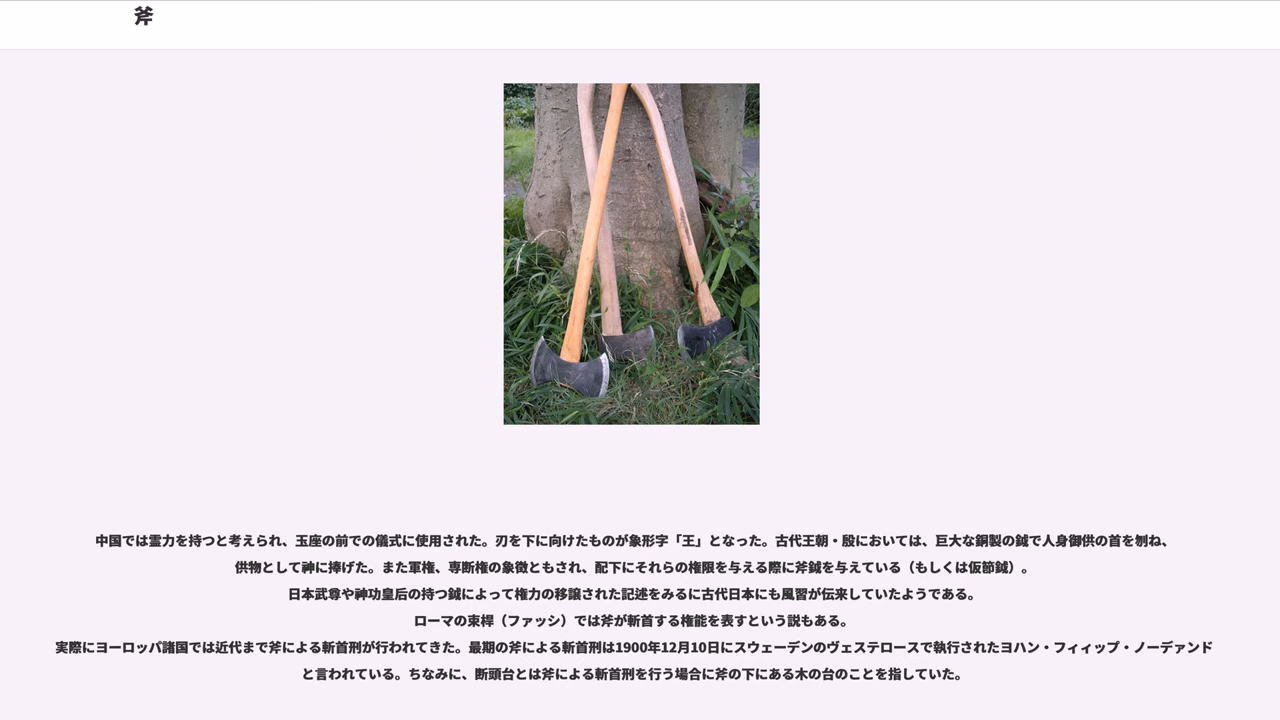 斧
中国では霊力を持つと考えられ、玉座の前での儀式に使用された。刃を下に向けたものが象形字「王」となった。古代王朝・殷においては、巨大な銅製の鉞で人身御供の首を刎ね、
供物として神に捧げた。また軍権、専断権の象徴ともされ、配下にそれらの権限を与える際に斧鉞を与えている（もしくは仮節鉞）。
日本武尊や神功皇后の持つ鉞によって権力の移譲された記述をみるに古代日本にも風習が伝来していたようである。
ローマの束桿（ファッシ）では斧が斬首する権能を表すという説もある。
実際にヨーロッパ諸国では近代まで斧による斬首刑が行われてきた。最期の斧による斬首刑は1900年12月10日にスウェーデンのヴェステロースで執行されたヨハン・フィィップ・ノーデァンド
と言われている。ちなみに、断頭台とは斧による斬首刑を行う場合に斧の下にある木の台のことを指していた。